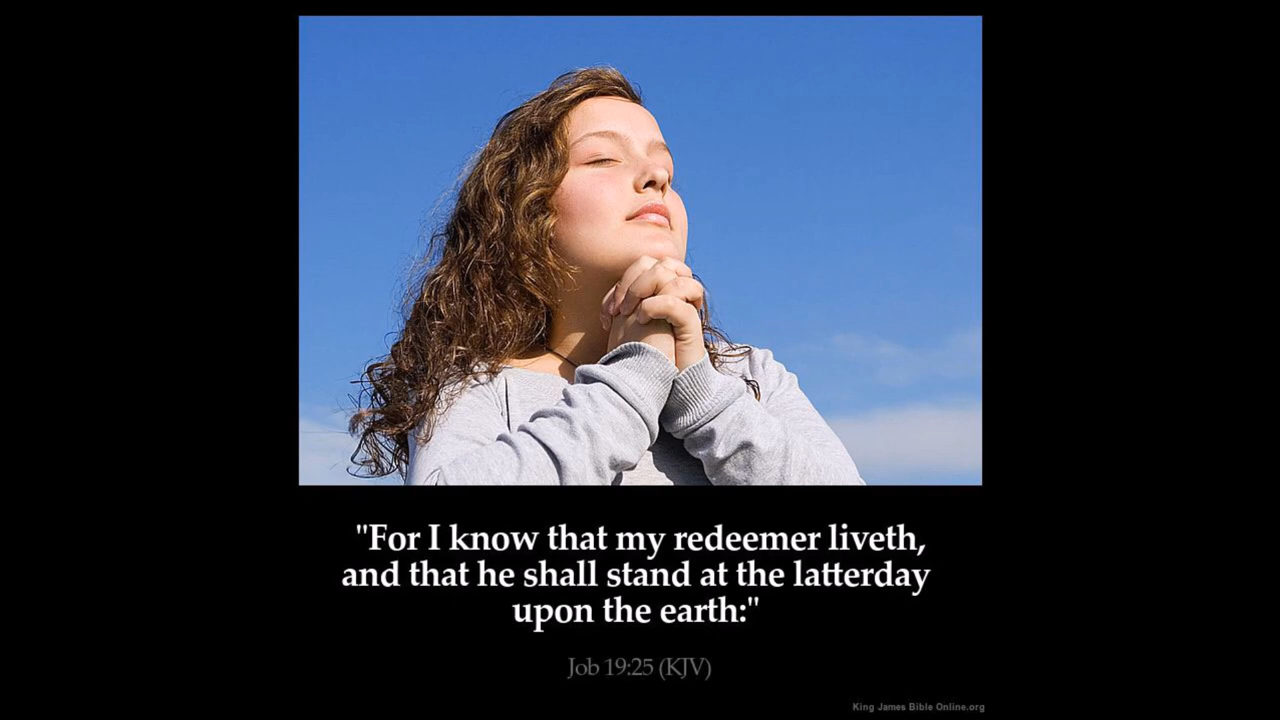 "For I know that my redeemer liveth,
and that he shall stand at the latterday
upon the earth:"
Job 19:25 (KJV)
King James Bible Online.org